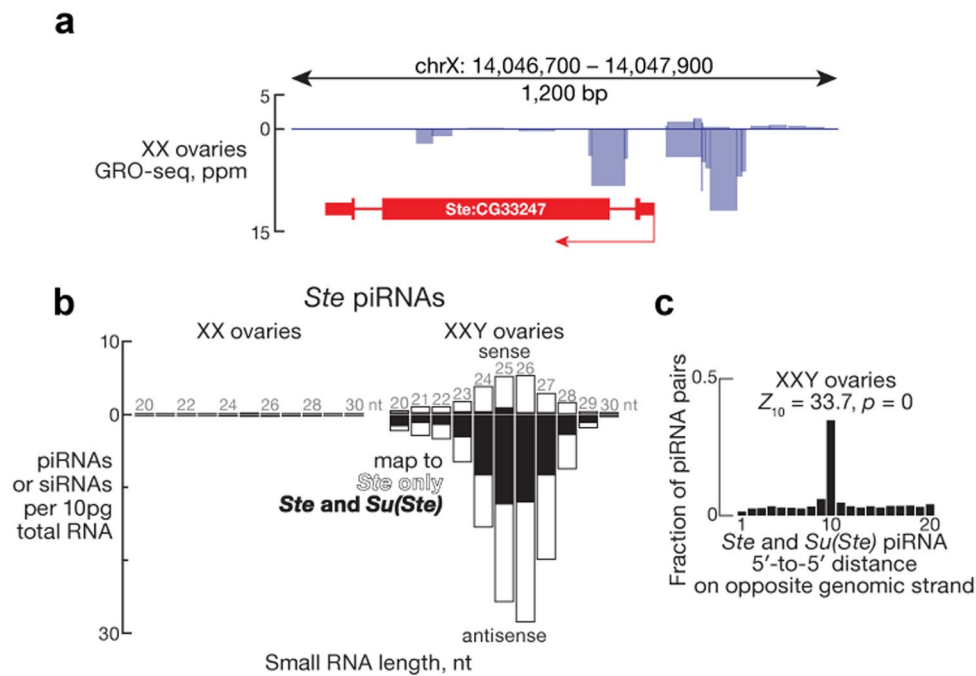 a
chrX: 14,046,700 – 14,047,900
1,200 bp
5
0
15
XX ovaries
GRO-seq, ppm
Ste:CG33247
b
Ste piRNAs
XX ovaries
XXY ovaries
sense
10
0
30
20 22 24 26 28 30 nt
20 21 22 23 24 25 26 27 28 29 30 nt
piRNAs
or siRNAs
per 10pg
total RNA
map to
Ste only
Ste and Su(Ste)
antisense
Small RNA length, nt
c
Fraction of piRNA pairs
0.5
0
XXY ovaries
Z10 = 33.7, p = 0
1 10 20
Ste and Su(Ste) piRNA
5′-to-5′ distance
on opposite genomic strand